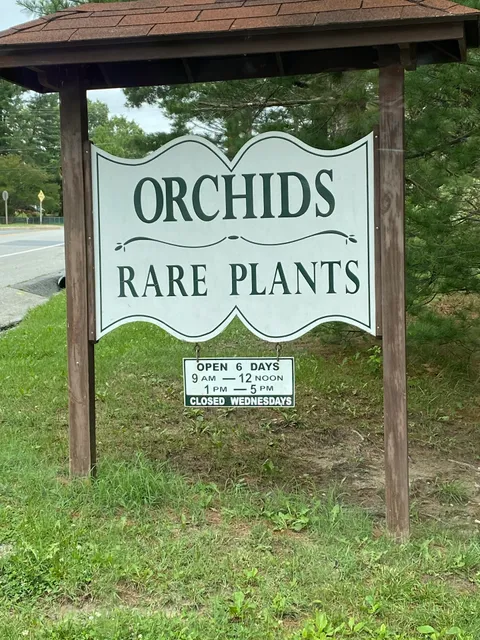 ORCHIDS
RARE PLANTS
OPEN 6 DAYS
9 AM — 12 NOON
1 PM — 5 PM
CLOSED WEDNESDAYS